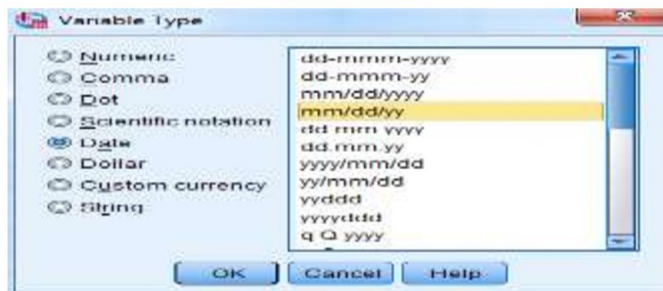 Variable Type
Numeric
Comma
Dot
Scientific notation
Date
Dollar
Custom currency
String
dd-mmm-yyyy
dd-mmm-yy
mm/dd/yyyy
mm/dd/yy
dd.mm.yyyy
dd.mm.yy
yyyy/mm/dd
yy/mm/dd
yyddd
yyyyddd
q Q yyyy
OK Cancel Help